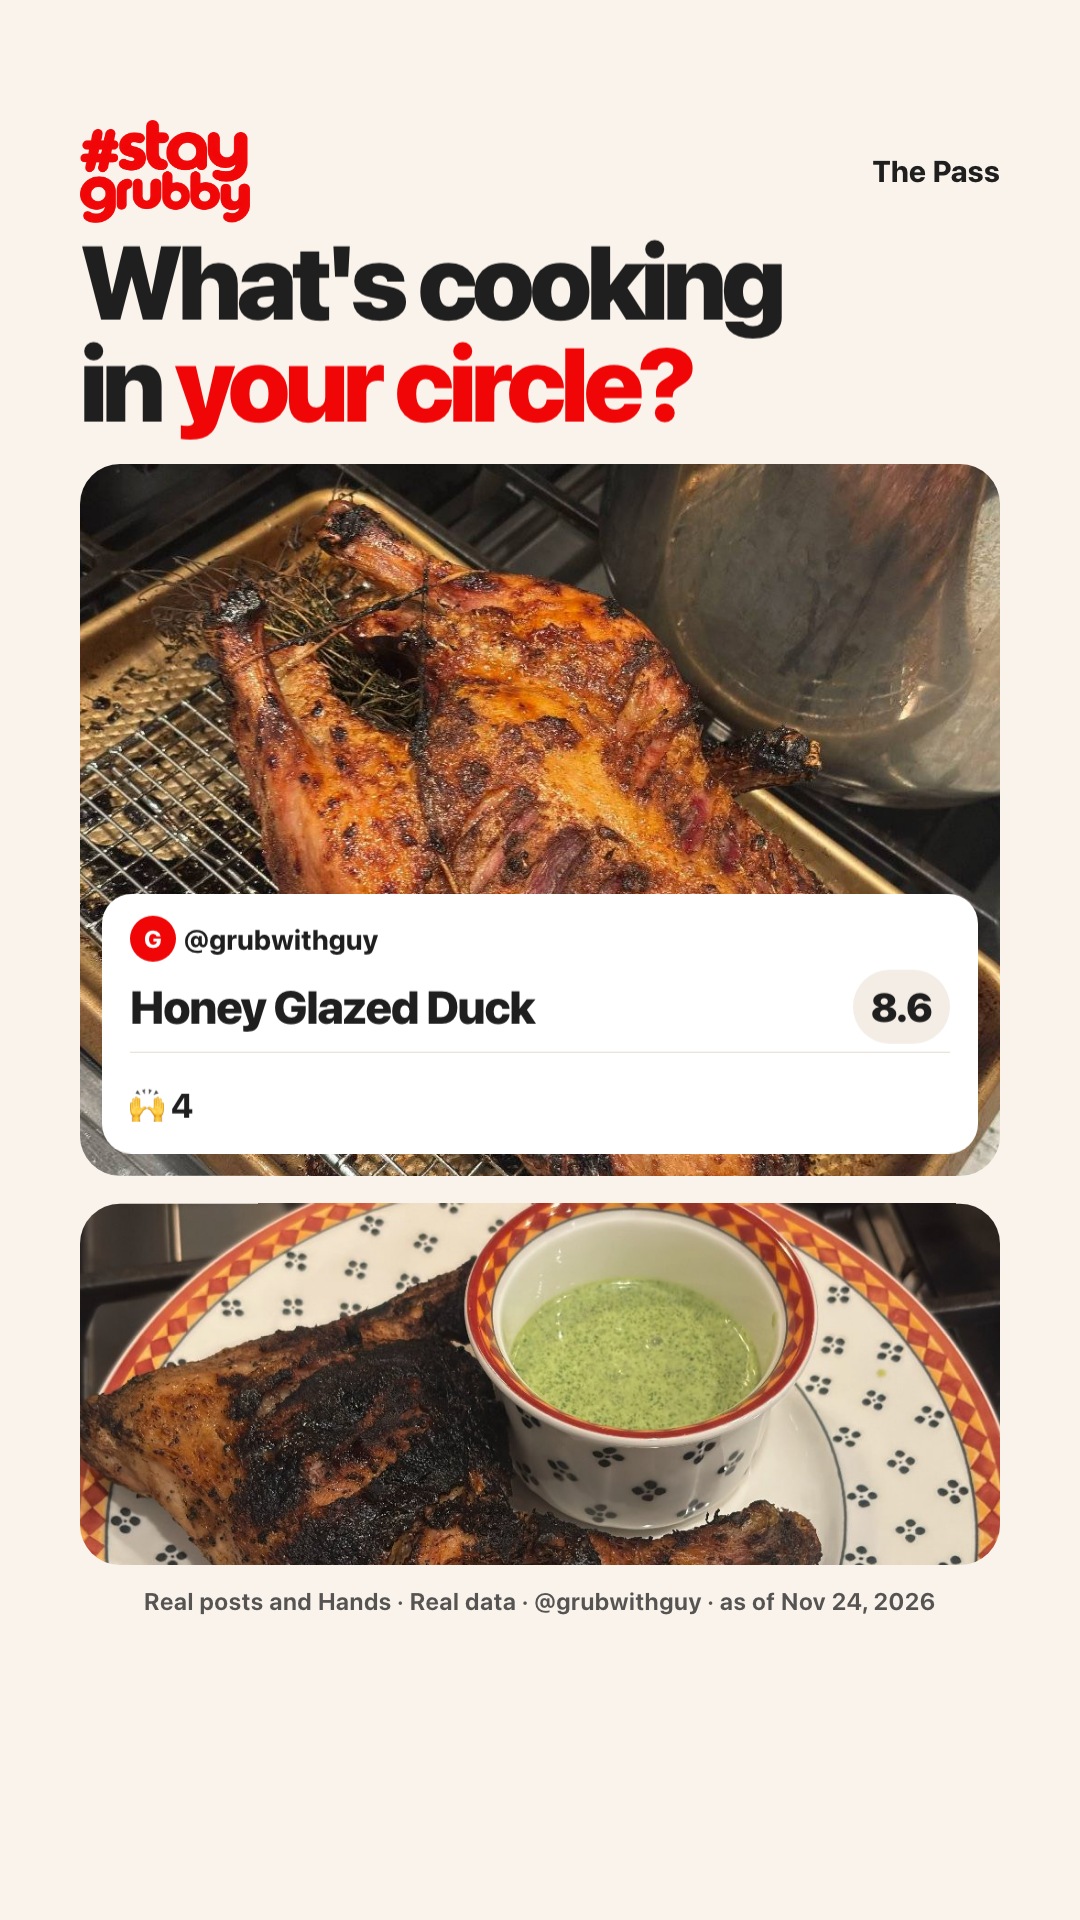 #stay
grubby
The Pass
What's cooking
in your circle?
G @grubwithguy
Honey Glazed Duck
8.6
🙌 4
Real posts and Hands · Real data · @grubwithguy · as of Nov 24, 2026